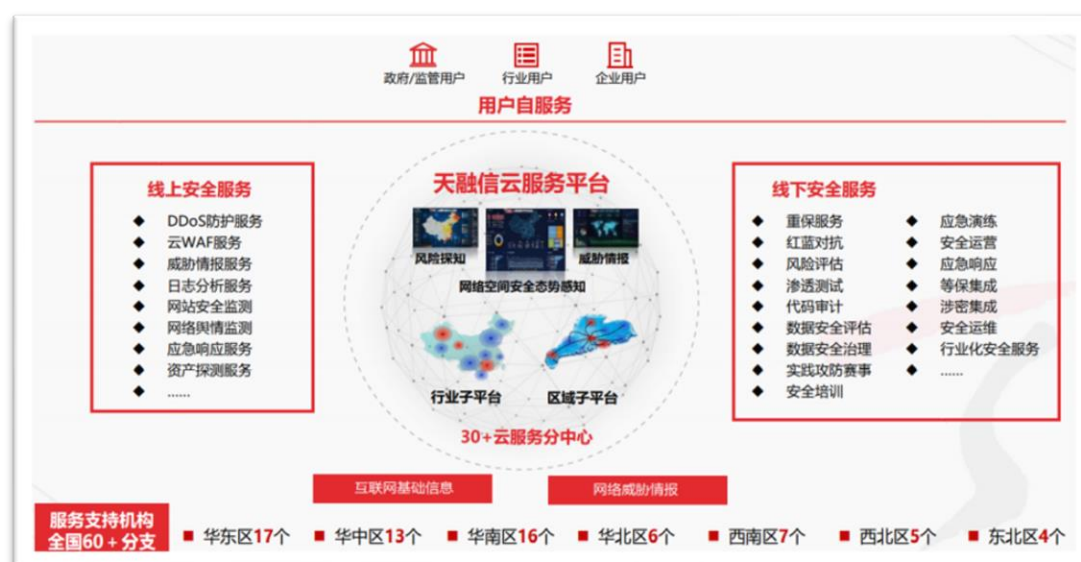 政府/监管用户
行业用户
企业用户
用户自服务
线上安全服务
◆ DDoS防护服务
◆ 云WAF服务
◆ 威胁情报服务
◆ 日志分析服务
◆ 网站安全监测
◆ 网络舆情监测
◆ 应急响应服务
◆ 资产探测服务
◆ ......
天融信云服务平台
风险探知
威胁情报
网络空间安全态势感知
行业子平台
区域子平台
30+云服务分中心
线下安全服务
◆ 重保服务
◆ 红蓝对抗
◆ 风险评估
◆ 渗透测试
◆ 代码审计
◆ 数据安全评估
◆ 数据安全治理
◆ 实践攻防赛事
◆ 安全培训
◆ 应急演练
◆ 安全运营
◆ 应急响应
◆ 等保集成
◆ 涉密集成
◆ 安全运维
◆ 行业化安全服务
◆ ......
互联网基础信息
网络威胁情报
服务支持机构
全国60+分支
■ 华东区17个
■ 华中区13个
■ 华南区16个
■ 华北区6个
■ 西南区7个
■ 西北区5个
■ 东北区4个